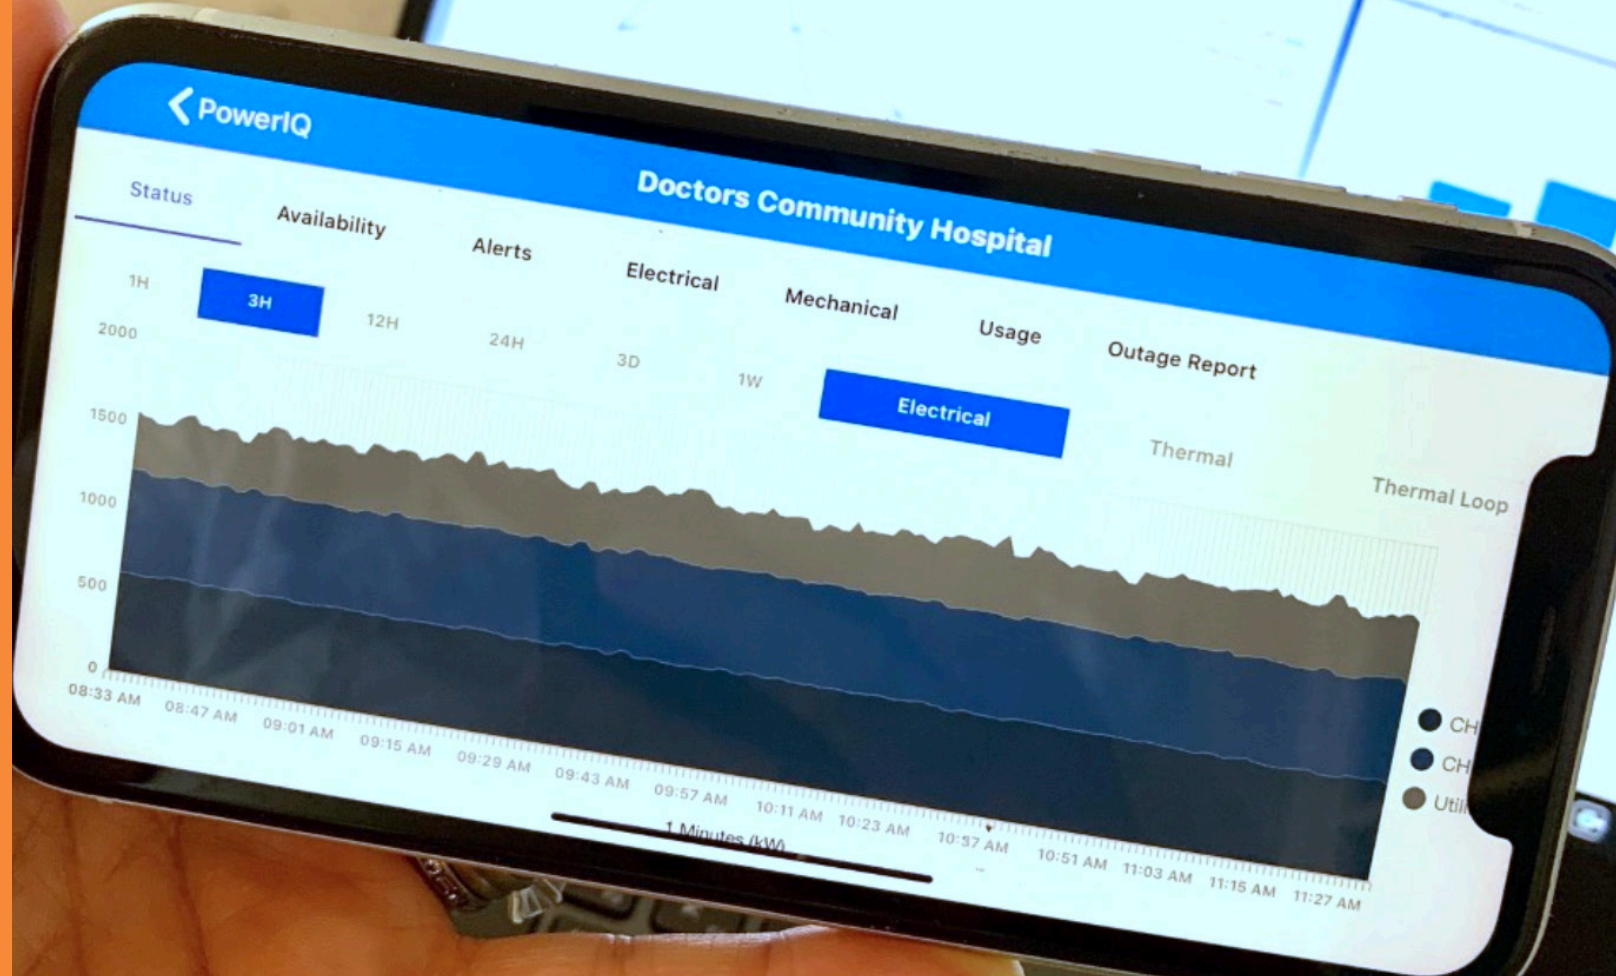 PowerIQ
Doctors Community Hospital
Status Availability Alerts Electrical Mechanical Usage Outage Report
1H 3H 12H 24H 3D 1W Electrical Thermal Thermal Loop
2000
1500
1000
500
0
08:33 AM 08:47 AM 09:01 AM 09:15 AM 09:29 AM 09:43 AM 09:57 AM 10:11 AM 10:23 AM 10:37 AM 10:51 AM 11:03 AM 11:15 AM 11:27 AM
1 Minutes (kW)
CH
CH
Utili